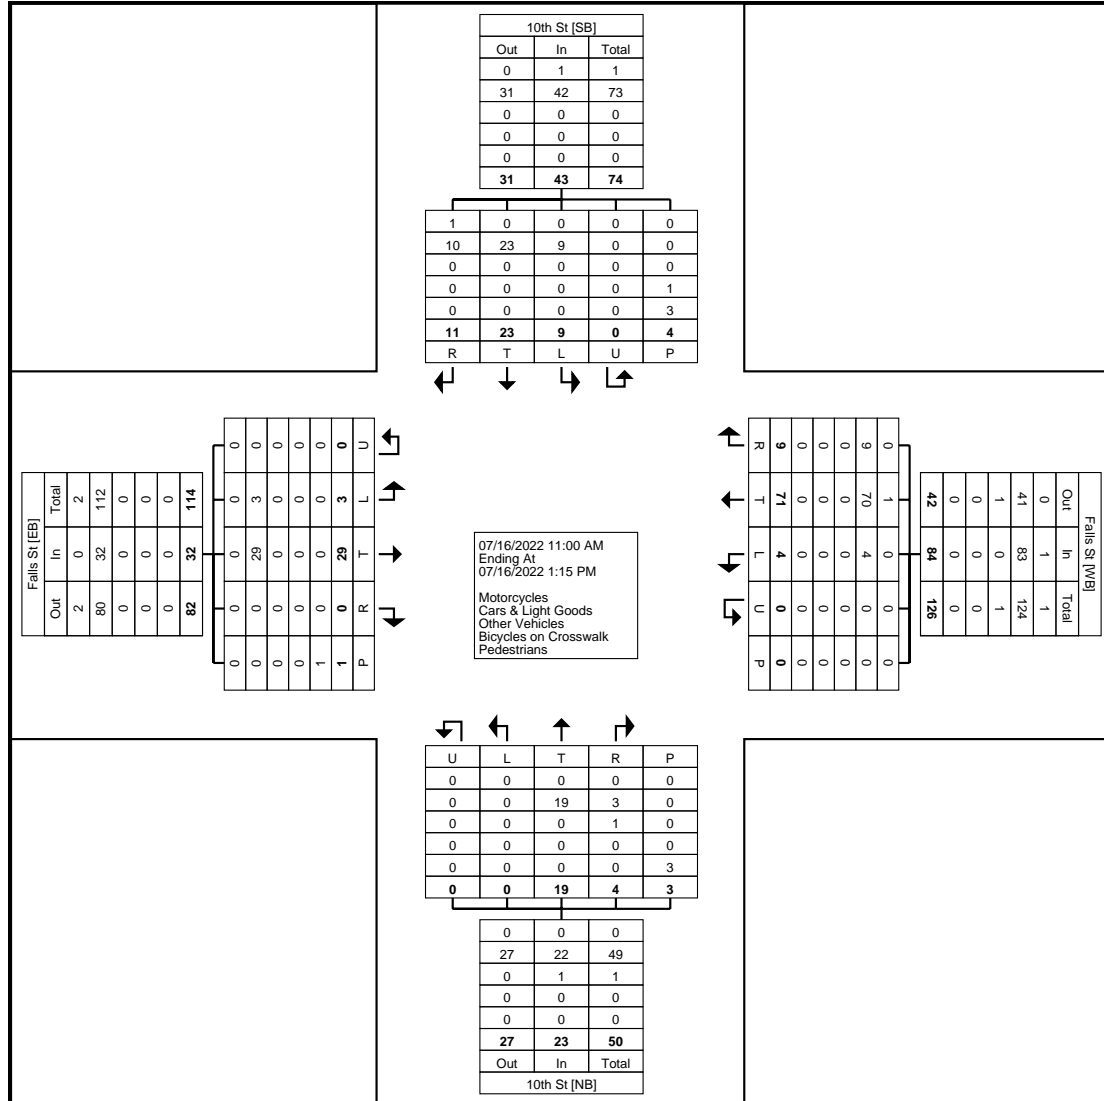 10th St [SB]
Out In Total
0 1 1
31 42 73
0 0 0
0 0 0
0 0 0
31 43 74
1 0 0 0 0
10 23 9 0 0
0 0 0 0 0
0 0 0 0 1
0 0 0 0 3
11 23 9 0 4
R T L U P
Falls St [EB]
Total In Out
2 0 2
112 32 80
0 0 0
0 0 0
0 0 0
114 32 82
0 0 0 0 0
0 3 29 0 0
0 0 0 0 0
0 0 0 0 0
0 0 0 0 1
0 3 29 0 1
U L T R P
07/16/2022 11:00 AM
Ending At
07/16/2022 1:15 PM
Motorcycles
Cars & Light Goods
Other Vehicles
Bicycles on Crosswalk
Pedestrians
Falls St [WB]
Out In Total
0 1 1
41 83 124
1 0 1
0 0 0
0 0 0
42 84 126
0 1 0 0 0
9 70 4 0 0
0 0 0 0 0
0 0 0 0 0
0 0 0 0 0
9 71 4 0 0
R T L U P
U L T R P
0 0 0 0 0
0 0 19 3 0
0 0 0 1 0
0 0 0 0 0
0 0 0 0 3
0 0 19 4 3
0 0 0
27 22 49
0 1 1
0 0 0
0 0 0
27 23 50
Out In Total
10th St [NB]